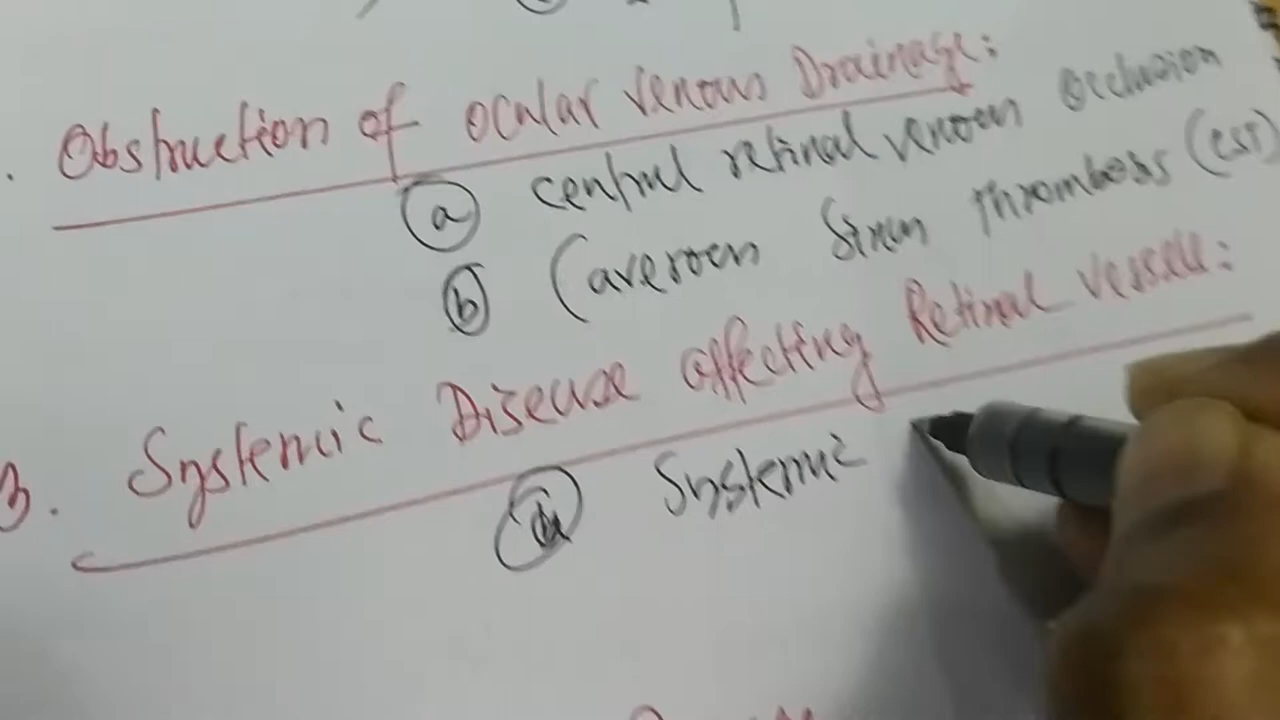 Obstruction of ocular venous Drainage:
(a) central retinal venous occlusion
(b) Cavernous Sinus thrombosis (CST)
3. Systemic Disease affecting Retinal vessels:
(a) Systemic